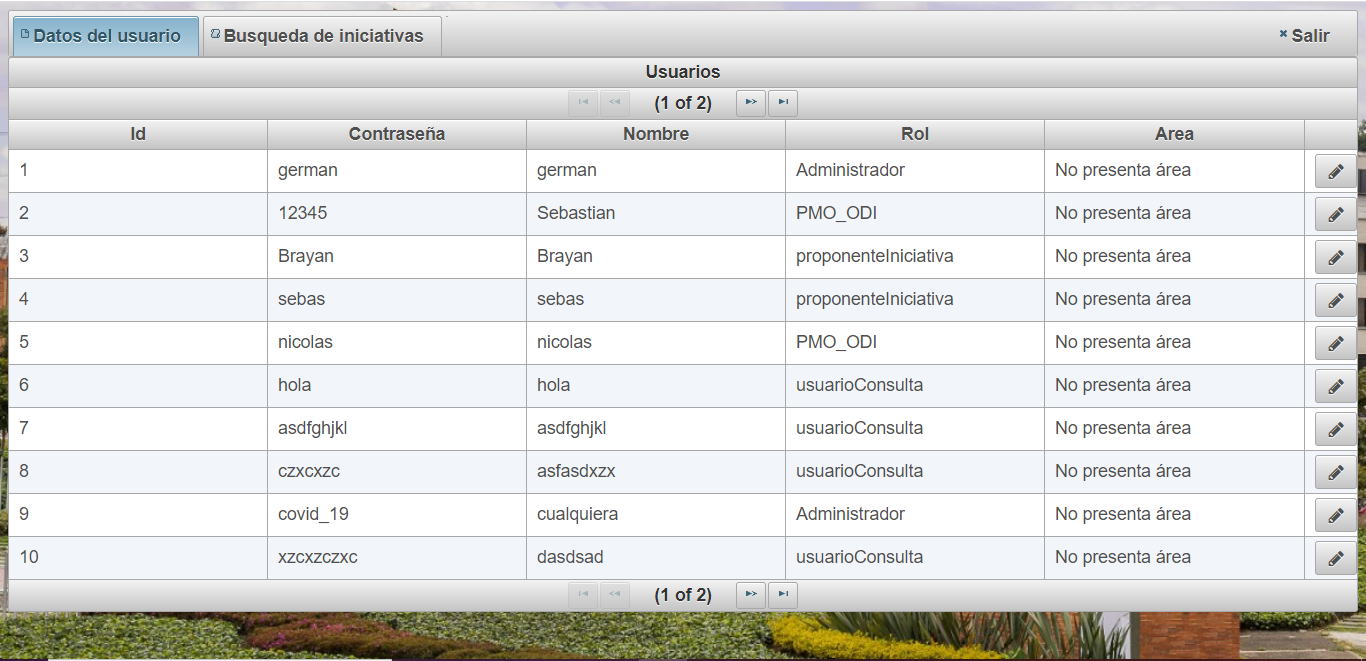 Datos del usuario Busqueda de iniciativas Salir
Usuarios
(1 of 2)
Id Contraseña Nombre Rol Area
1 german german Administrador No presenta área
2 12345 Sebastian PMO_ODI No presenta área
3 Brayan Brayan proponenteIniciativa No presenta área
4 sebas sebas proponenteIniciativa No presenta área
5 nicolas nicolas PMO_ODI No presenta área
6 hola hola usuarioConsulta No presenta área
7 asdfghjkl asdfghjkl usuarioConsulta No presenta área
8 czxcxzc asfasdxzx usuarioConsulta No presenta área
9 covid_19 cualquiera Administrador No presenta área
10 xzcxzczxc dasdsad usuarioConsulta No presenta área
(1 of 2)